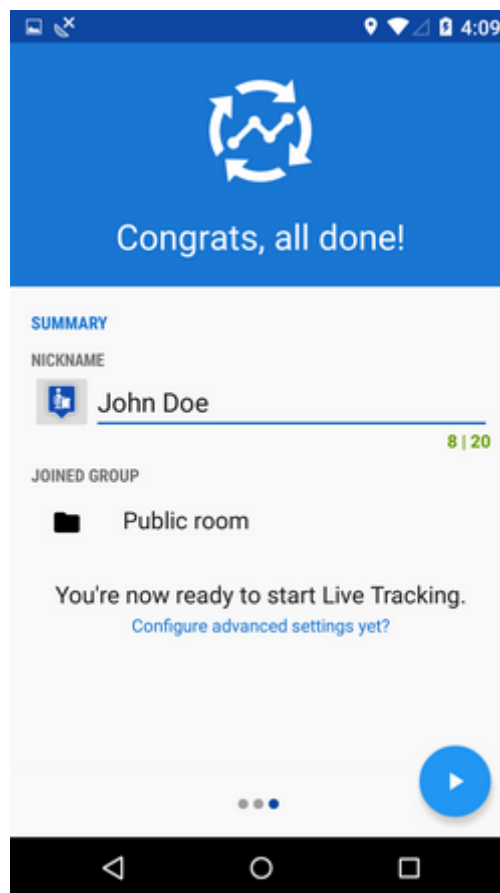 4:09
Congrats, all done!
SUMMARY
NICKNAME
John Doe
8 | 20
JOINED GROUP
Public room
You're now ready to start Live Tracking.
Configure advanced settings yet?